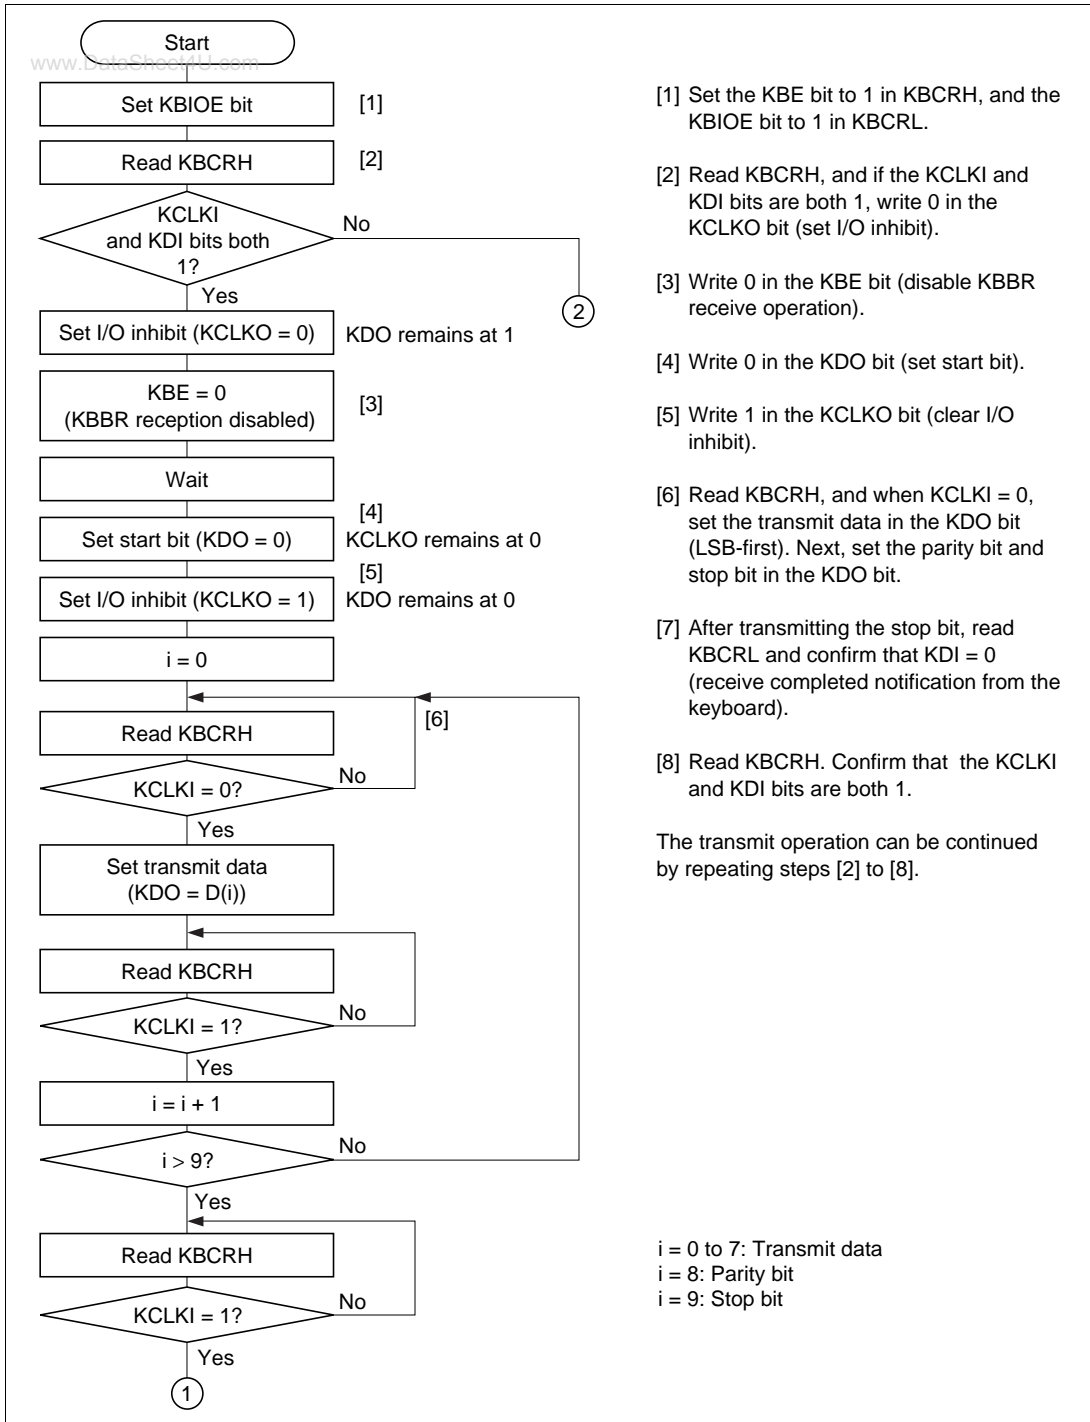 Start
www.DataSheet4U.com
Set KBIOE bit
[1]
Read KBCRH
[2]
KCLKI
and KDI bits both
1?
No
Yes
2
Set I/O inhibit (KCLKO = 0)
KDO remains at 1
KBE = 0
(KBBR reception disabled)
[3]
Wait
[4]
Set start bit (KDO = 0)
KCLKO remains at 0
[5]
Set I/O inhibit (KCLKO = 1)
KDO remains at 0
i = 0
[6]
Read KBCRH
KCLKI = 0?
No
Yes
Set transmit data
(KDO = D(i))
Read KBCRH
KCLKI = 1?
No
Yes
i = i + 1
i > 9?
No
Yes
Read KBCRH
KCLKI = 1?
No
Yes
1
[1] Set the KBE bit to 1 in KBCRH, and the
KBIOE bit to 1 in KBCRL.
[2] Read KBCRH, and if the KCLKI and
KDI bits are both 1, write 0 in the
KCLKO bit (set I/O inhibit).
[3] Write 0 in the KBE bit (disable KBBR
receive operation).
[4] Write 0 in the KDO bit (set start bit).
[5] Write 1 in the KCLKO bit (clear I/O
inhibit).
[6] Read KBCRH, and when KCLKI = 0,
set the transmit data in the KDO bit
(LSB-first). Next, set the parity bit and
stop bit in the KDO bit.
[7] After transmitting the stop bit, read
KBCRL and confirm that KDI = 0
(receive completed notification from the
keyboard).
[8] Read KBCRH. Confirm that the KCLKI
and KDI bits are both 1.
The transmit operation can be continued
by repeating steps [2] to [8].
i = 0 to 7: Transmit data
i = 8: Parity bit
i = 9: Stop bit